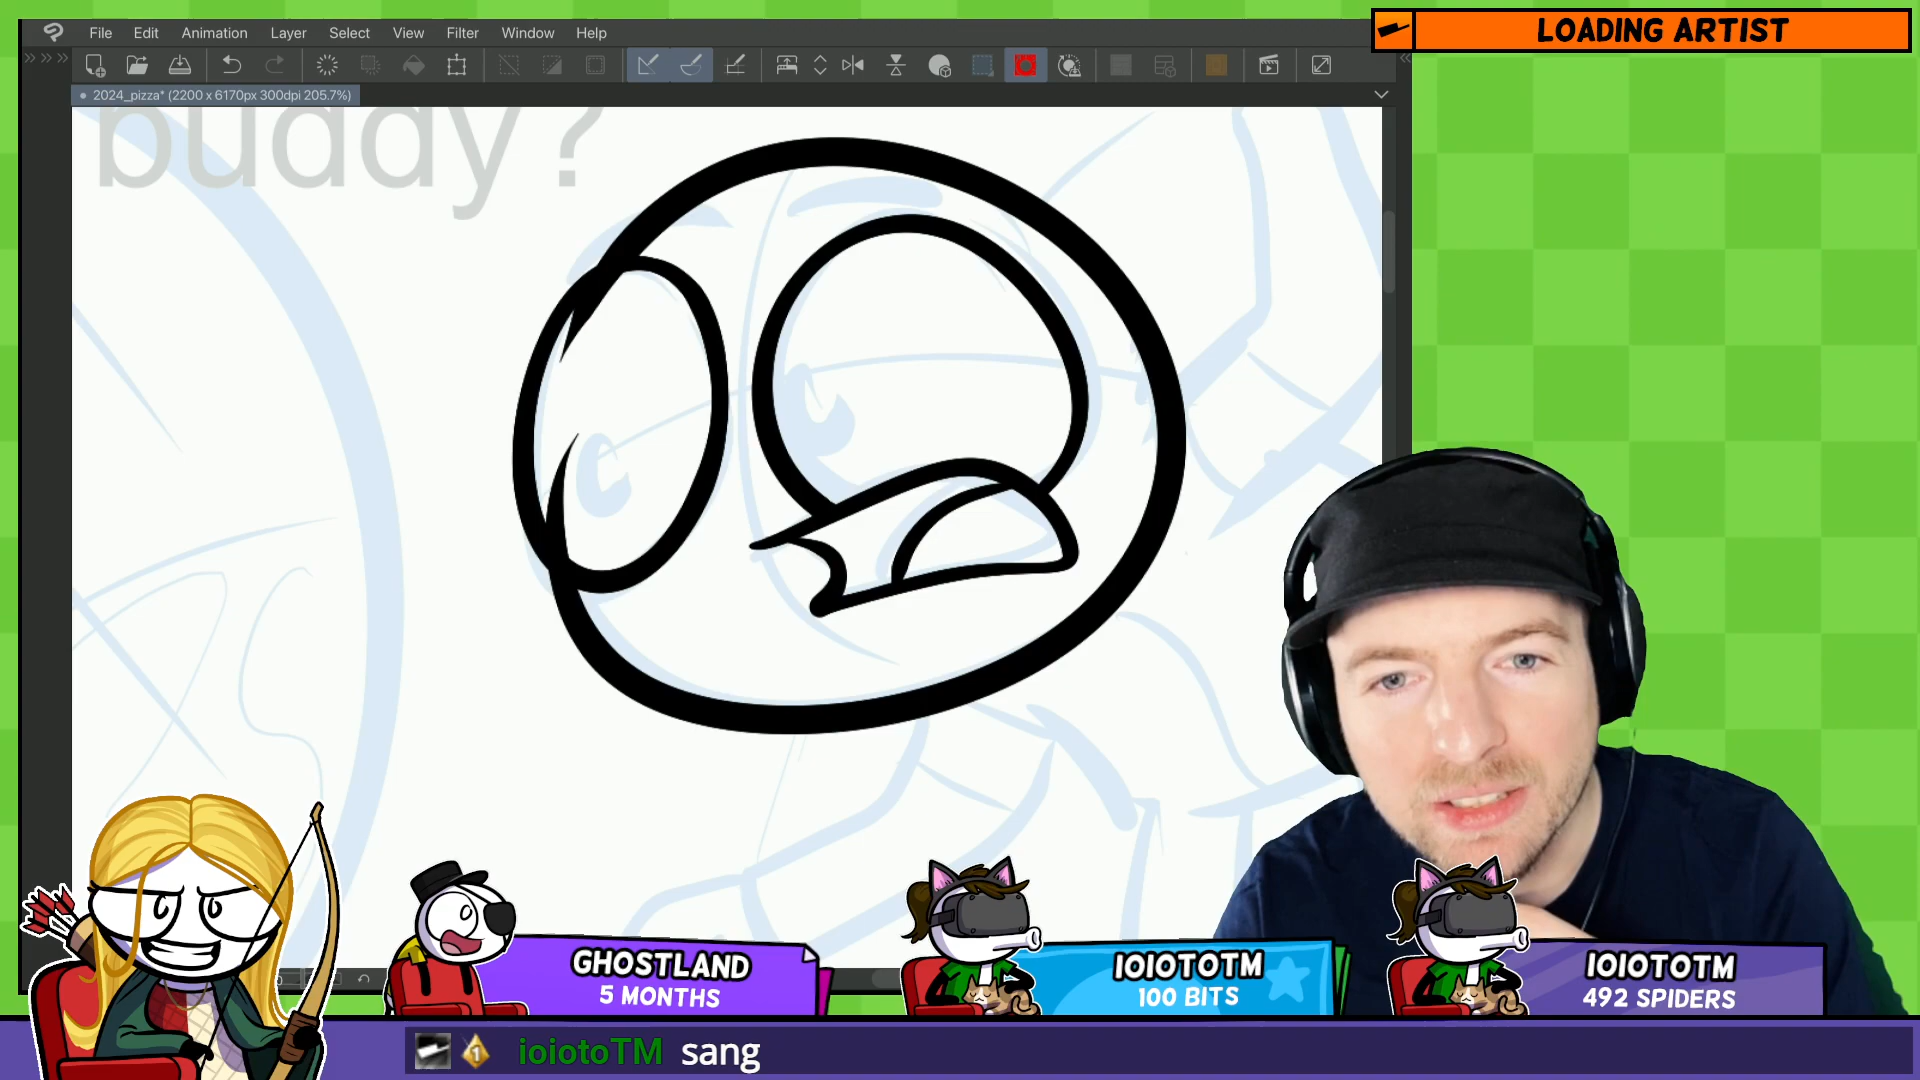 File Edit Animation Layer Select View Filter Window Help
LOADING ARTIST
2024_pizza* (2200 x 6170px 300dpi 205.7%)
buddy?
GHOSTLAND
5 MONTHS
IOIOTOTM
100 BITS
IOIOTOTM
492 SPIDERS
1 ioiotoTM sang